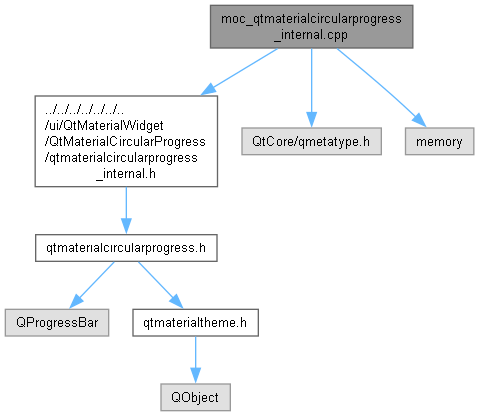 moc_qtmaterialcircularprogress
_internal.cpp
../../../../../../..
/ui/QtMaterialWidget
/QtMaterialCircularProgress
/qtmaterialcircularprogress
_internal.h
QtCore/qmetatype.h
memory
qtmaterialcircularprogress.h
QProgressBar
qtmaterialtheme.h
QObject